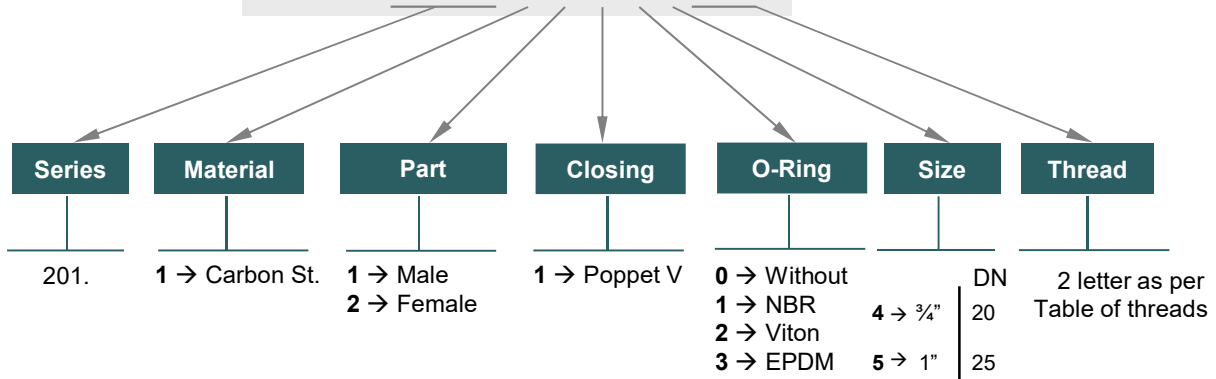 Series
Material
Part
Closing
O-Ring
Size
Thread
201.
1 → Carbon St.
1 → Male
2 → Female
1 → Poppet V
0 → Without
1 → NBR
2 → Viton
3 → EPDM
DN
4 → ¾” 20
5 → 1” 25
2 letter as per
Table of threads